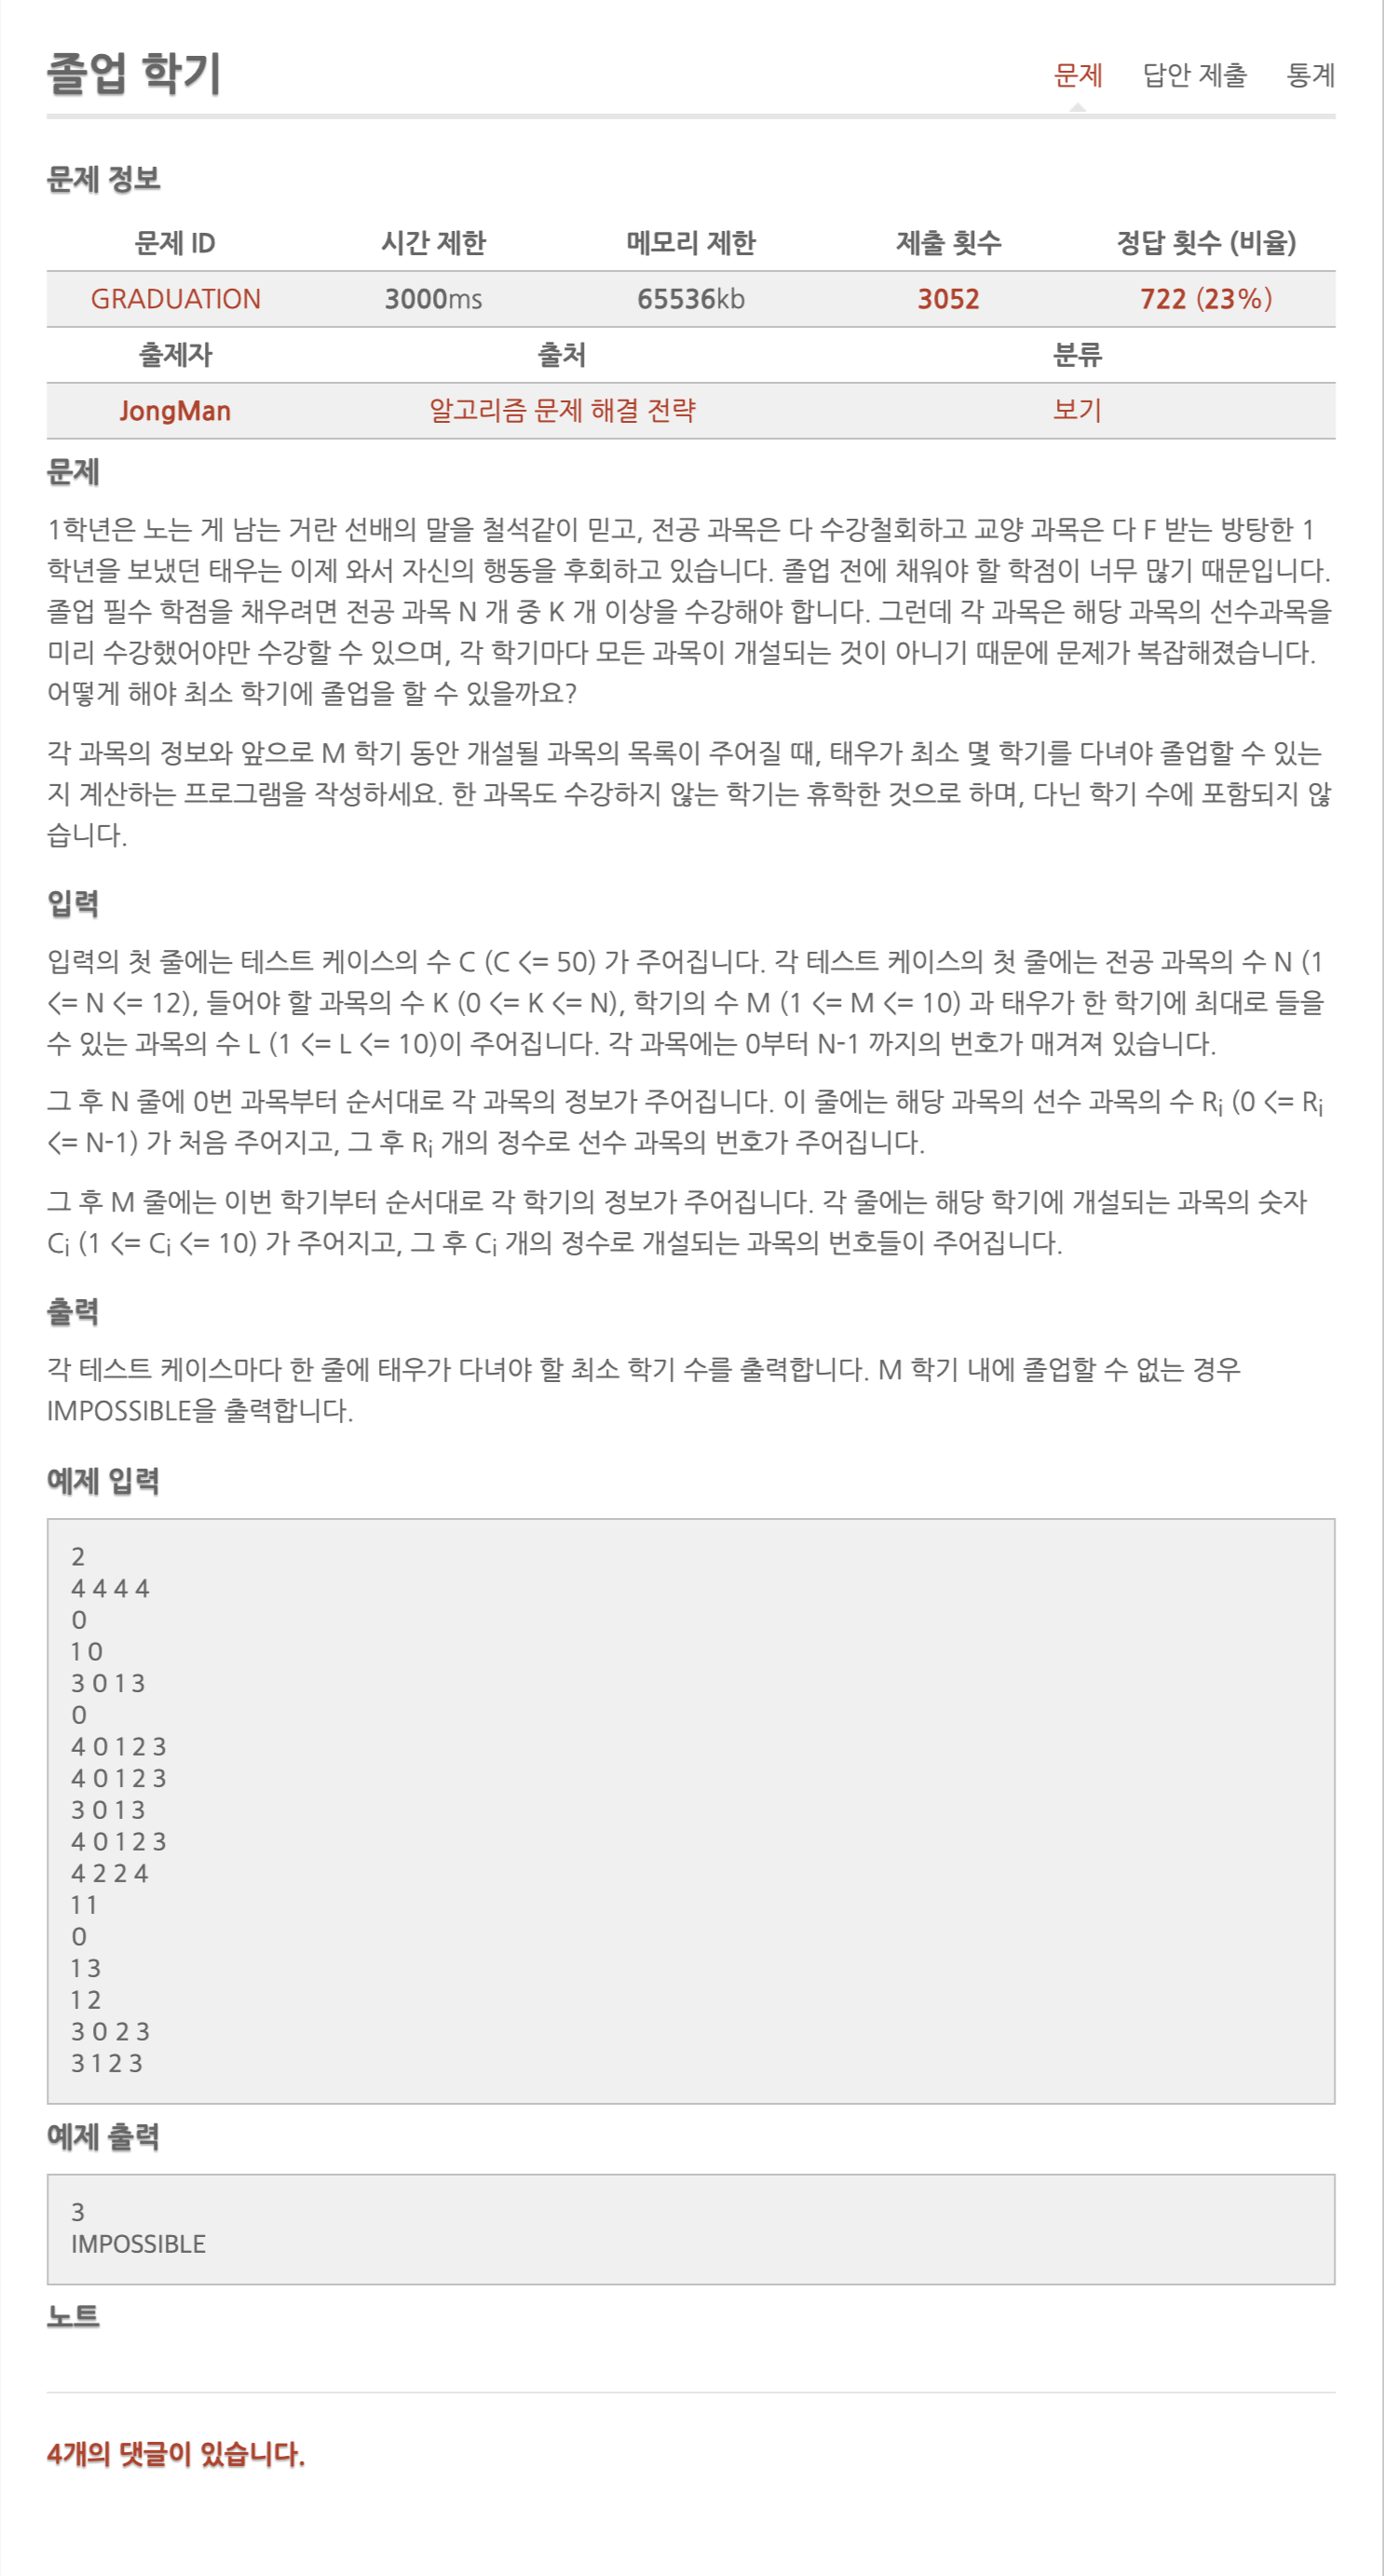 졸업 학기
문제 답안 제출 통계
문제 정보
문제 ID 시간 제한 메모리 제한 제출 횟수 정답 횟수 (비율)
GRADUATION 3000ms 65536kb 3052 722 (23%)
출제자 출처 분류
JongMan 알고리즘 문제 해결 전략 보기
문제
1학년은 노는 게 남는 거란 선배의 말을 철석같이 믿고, 전공 과목은 다 수강철회하고 교양 과목은 다 F 받는 방탕한 1
학년을 보냈던 태우는 이제 와서 자신의 행동을 후회하고 있습니다. 졸업 전에 채워야 할 학점이 너무 많기 때문입니다.
졸업 필수 학점을 채우려면 전공 과목 N 개 중 K 개 이상을 수강해야 합니다. 그런데 각 과목은 해당 과목의 선수과목을
미리 수강했어야만 수강할 수 있으며, 각 학기마다 모든 과목이 개설되는 것이 아니기 때문에 문제가 복잡해졌습니다.
어떻게 해야 최소 학기에 졸업을 할 수 있을까요?
각 과목의 정보와 앞으로 M 학기 동안 개설될 과목의 목록이 주어질 때, 태우가 최소 몇 학기를 다녀야 졸업할 수 있는
지 계산하는 프로그램을 작성하세요. 한 과목도 수강하지 않는 학기는 휴학한 것으로 하며, 다닌 학기 수에 포함되지 않
습니다.
입력
입력의 첫 줄에는 테스트 케이스의 수 C (C <= 50) 가 주어집니다. 각 테스트 케이스의 첫 줄에는 전공 과목의 수 N (1
<= N <= 12), 들어야 할 과목의 수 K (0 <= K <= N), 학기의 수 M (1 <= M <= 10) 과 태우가 한 학기에 최대로 들을
수 있는 과목의 수 L (1 <= L <= 10)이 주어집니다. 각 과목에는 0부터 N-1 까지의 번호가 매겨져 있습니다.
그 후 N 줄에 0번 과목부터 순서대로 각 과목의 정보가 주어집니다. 이 줄에는 해당 과목의 선수 과목의 수 Ri (0 <= Ri
<= N-1) 가 처음 주어지고, 그 후 Ri 개의 정수로 선수 과목의 번호가 주어집니다.
그 후 M 줄에는 이번 학기부터 순서대로 각 학기의 정보가 주어집니다. 각 줄에는 해당 학기에 개설되는 과목의 숫자
Ci (1 <= Ci <= 10) 가 주어지고, 그 후 Ci 개의 정수로 개설되는 과목의 번호들이 주어집니다.
출력
각 테스트 케이스마다 한 줄에 태우가 다녀야 할 최소 학기 수를 출력합니다. M 학기 내에 졸업할 수 없는 경우
IMPOSSIBLE을 출력합니다.
예제 입력
2
4 4 4 4
0
1 0
3 0 1 3
0
4 0 1 2 3
4 0 1 2 3
3 0 1 3
4 0 1 2 3
4 2 2 4
1 1
0
1 3
1 2
3 0 2 3
3 1 2 3
예제 출력
3
IMPOSSIBLE
노트
4개의 댓글이 있습니다.